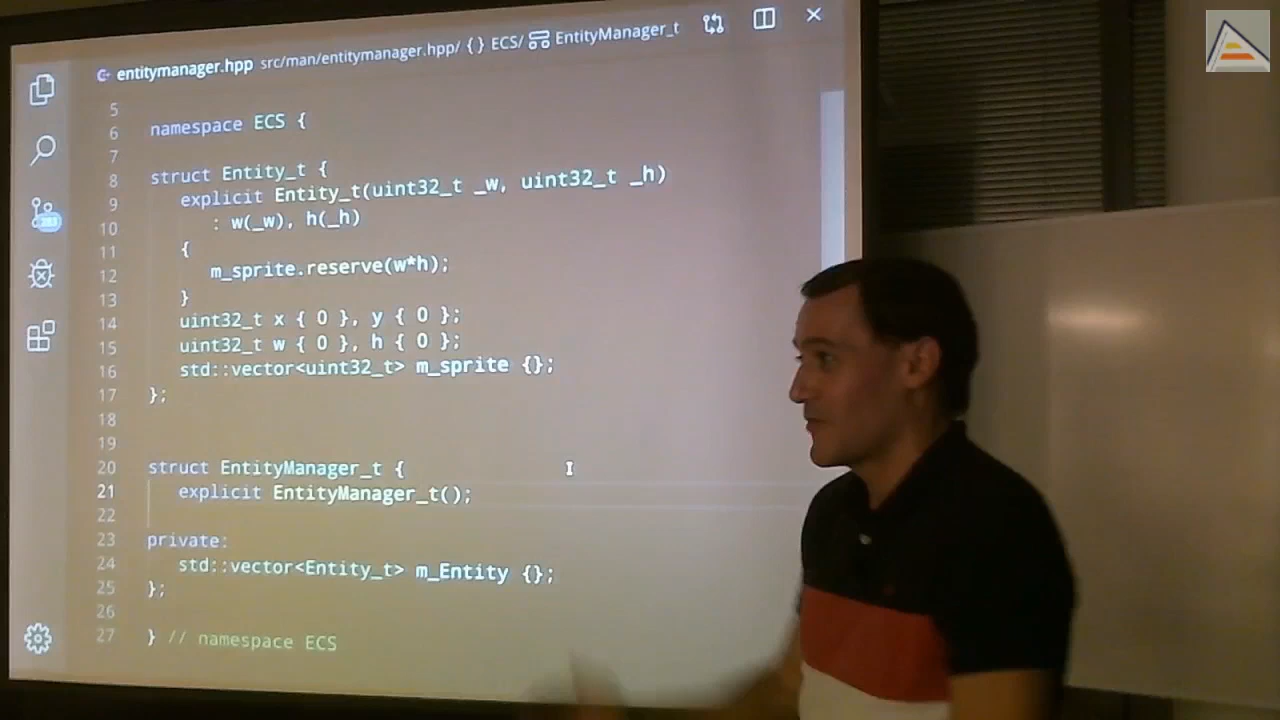 entitymanager.hpp src/man/entitymanager.hpp/ { } ECS/ EntityManager_t
5
6 namespace ECS {
7
8 struct Entity_t {
9 explicit Entity_t(uint32_t _w, uint32_t _h)
10 : w(_w), h(_h)
11 {
12 m_sprite.reserve(w*h);
13 }
14 uint32_t x { 0 }, y { 0 };
15 uint32_t w { 0 }, h { 0 };
16 std::vector<uint32_t> m_sprite {};
17 };
18
19
20 struct EntityManager_t {
21 explicit EntityManager_t();
22
23 private:
24 std::vector<Entity_t> m_Entity {};
25 };
26
27 } // namespace ECS